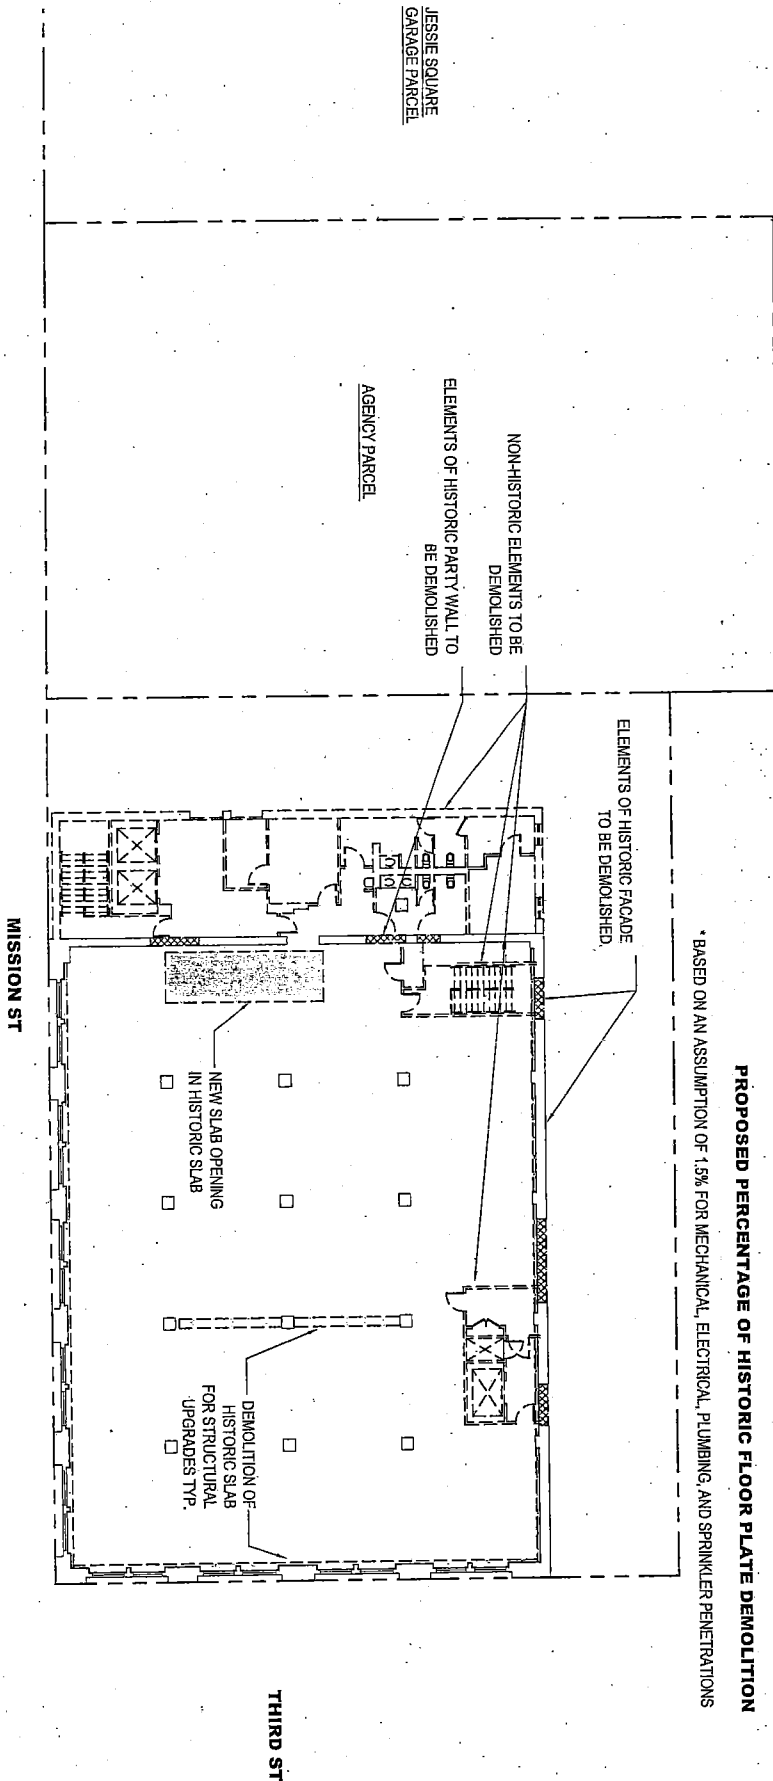 PROPOSED PERCENTAGE OF HISTORIC FLOOR PLATE DEMOLITION
* BASED ON AN ASSUMPTION OF 1.5% FOR MECHANICAL, ELECTRICAL, PLUMBING, AND SPRINKLER PENETRATIONS
ELEMENTS OF HISTORIC FACADE
TO BE DEMOLISHED
NON-HISTORIC ELEMENTS TO BE
DEMOLISHED
ELEMENTS OF HISTORIC PARTY WALL TO
BE DEMOLISHED
JESSIE SQUARE
GARAGE PARCEL
AGENCY PARCEL
NEW SLAB OPENING
IN HISTORIC SLAB
DEMOLITION OF
HISTORIC SLAB
FOR STRUCTURAL
UPGRADES TYP.
THIRD ST
MISSION ST